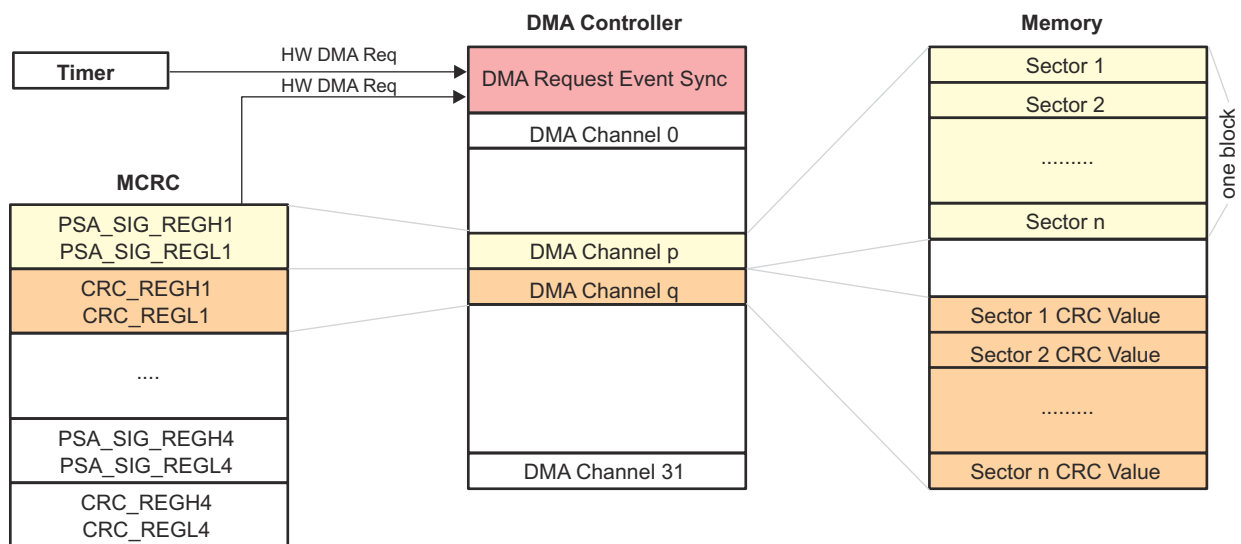 DMA Controller
Memory
Timer
HW DMA Req
HW DMA Req
DMA Request Event Sync
DMA Channel 0
DMA Channel p
DMA Channel q
DMA Channel 31
MCRC
PSA_SIG_REGH1
PSA_SIG_REGL1
CRC_REGH1
CRC_REGL1
....
PSA_SIG_REGH4
PSA_SIG_REGL4
CRC_REGH4
CRC_REGL4
Sector 1
Sector 2
.........
Sector n
one block
Sector 1 CRC Value
Sector 2 CRC Value
.........
Sector n CRC Value